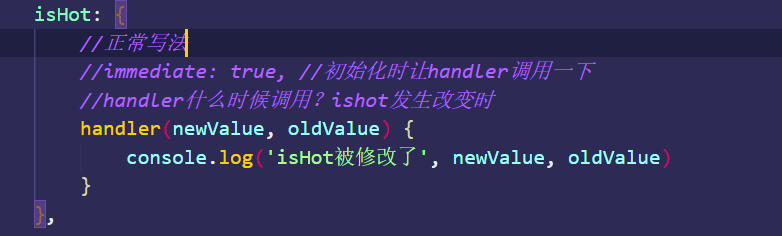 isHot: {
//正常写法
//immediate: true, //初始化时让handler调用一下
//handler什么时候调用？ishot发生改变时
handler(newValue, oldValue) {
console.log('isHot被修改了', newValue, oldValue)
}
},